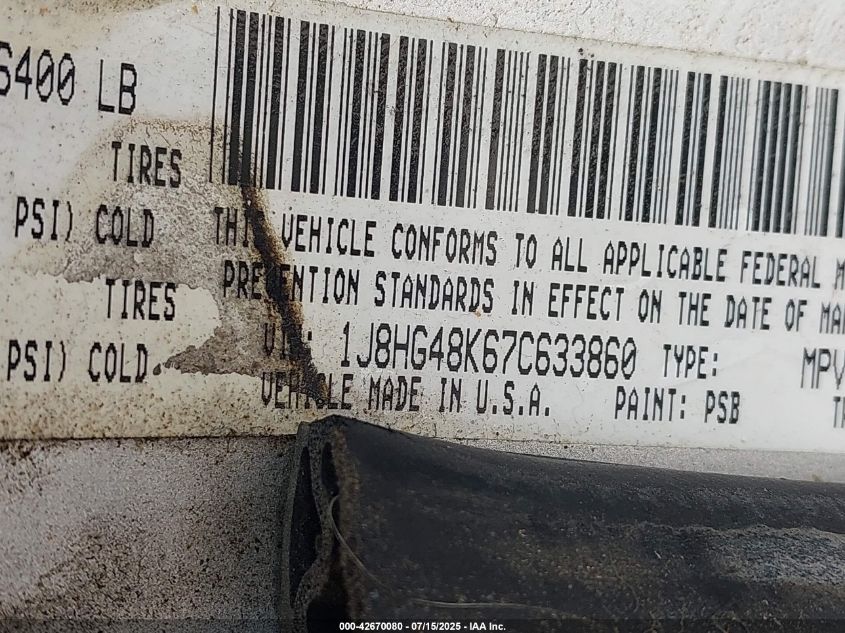 6400 LB
TIRES
PSI) COLD THIS VEHICLE CONFORMS TO ALL APPLICABLE FEDERAL M
TIRES PREVENTION STANDARDS IN EFFECT ON THE DATE OF MA
PSI) COLD VIN: 1J8HG48K67C633860 TYPE: MPV
VEHICLE MADE IN U.S.A. PAINT: PSB TR
000-42670080 - 07/15/2025 - IAA Inc.